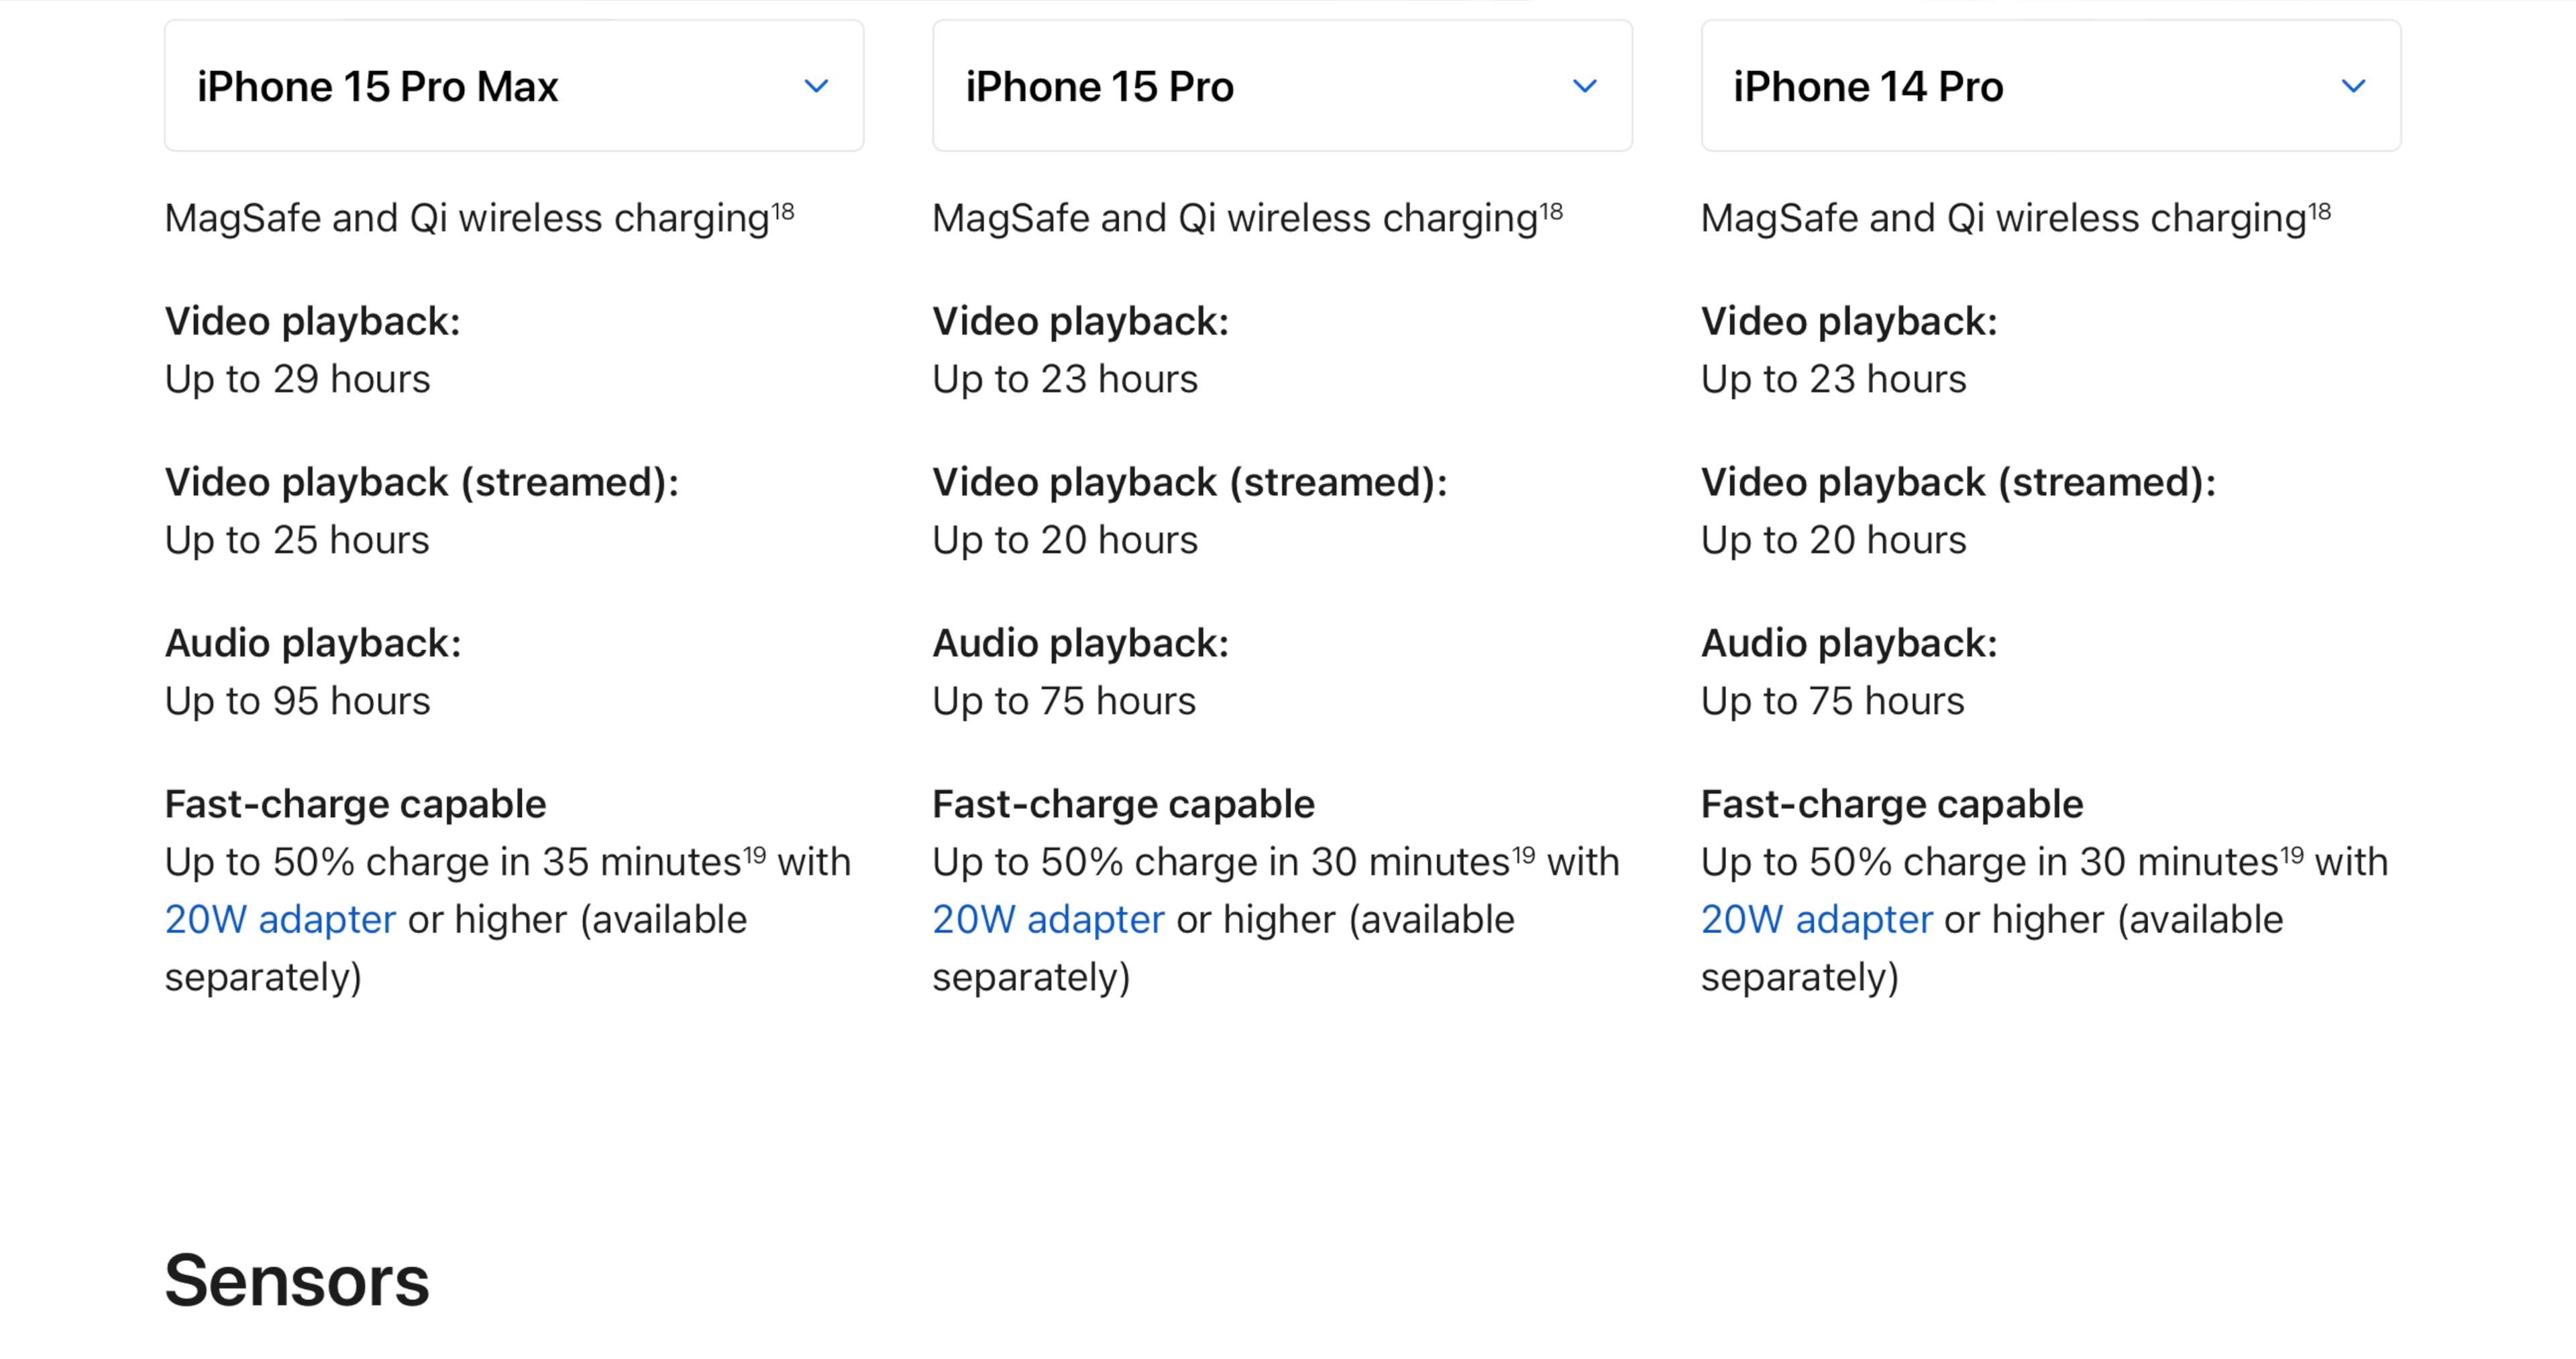 iPhone 15 Pro Max
iPhone 15 Pro
iPhone 14 Pro
MagSafe and Qi wireless charging¹⁸
MagSafe and Qi wireless charging¹⁸
MagSafe and Qi wireless charging¹⁸
Video playback:
Up to 29 hours
Video playback:
Up to 23 hours
Video playback:
Up to 23 hours
Video playback (streamed):
Up to 25 hours
Video playback (streamed):
Up to 20 hours
Video playback (streamed):
Up to 20 hours
Audio playback:
Up to 95 hours
Audio playback:
Up to 75 hours
Audio playback:
Up to 75 hours
Fast-charge capable
Up to 50% charge in 35 minutes¹⁹ with
20W adapter or higher (available
separately)
Fast-charge capable
Up to 50% charge in 30 minutes¹⁹ with
20W adapter or higher (available
separately)
Fast-charge capable
Up to 50% charge in 30 minutes¹⁹ with
20W adapter or higher (available
separately)
Sensors